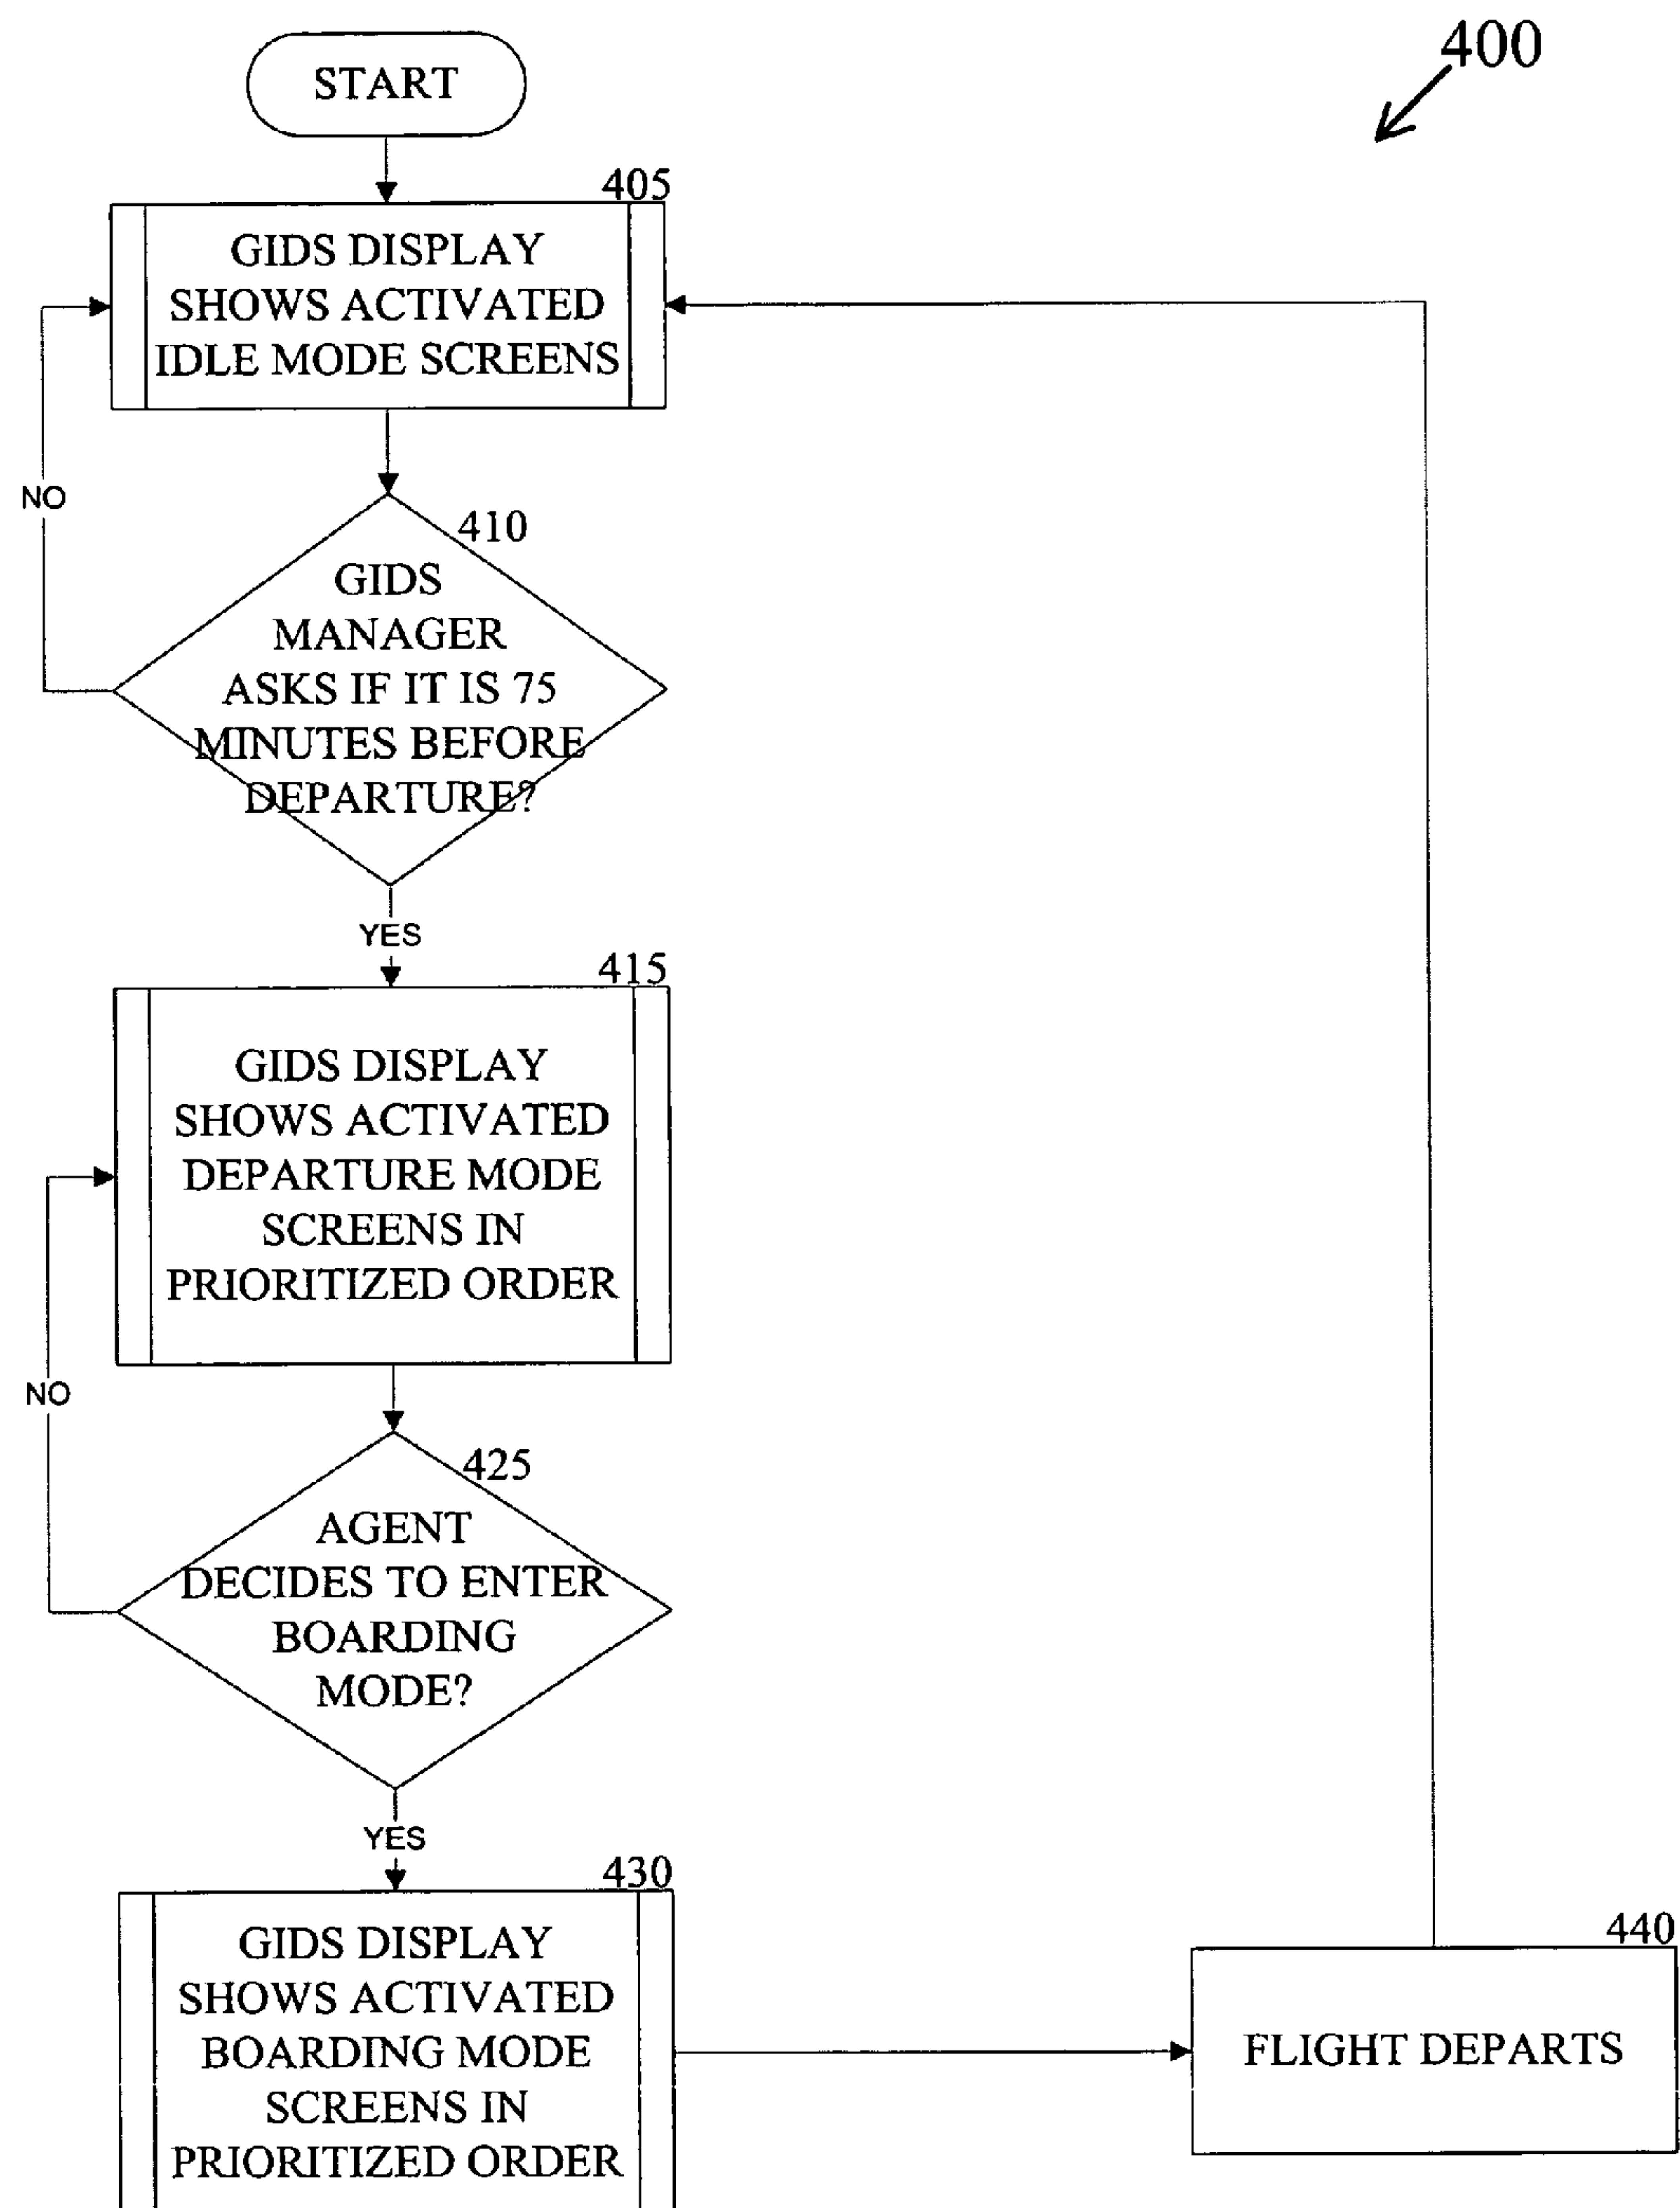 400
START
405
GIDS DISPLAY
SHOWS ACTIVATED
IDLE MODE SCREENS
NO
410
GIDS
MANAGER
ASKS IF IT IS 75
MINUTES BEFORE
DEPARTURE?
YES
415
GIDS DISPLAY
SHOWS ACTIVATED
DEPARTURE MODE
SCREENS IN
PRIORITIZED ORDER
NO
425
AGENT
DECIDES TO ENTER
BOARDING
MODE?
YES
430
GIDS DISPLAY
SHOWS ACTIVATED
BOARDING MODE
SCREENS IN
PRIORITIZED ORDER
440
FLIGHT DEPARTS